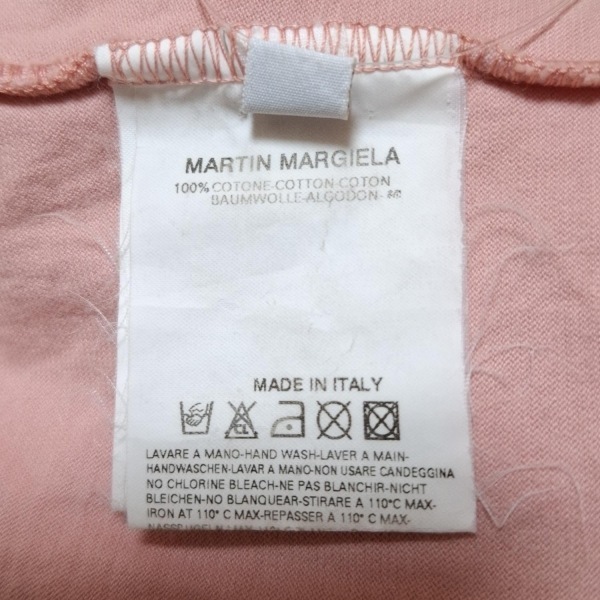 MARTIN MARGIELA
100% COTONE-COTTON-COTON
BAUMWOLLE-ALGODON-
MADE IN ITALY
CL
LAVARE A MANO-HAND WASH-LAVER A MAIN-
HANDWASCHEN-LAVAR A MANO-NON USARE CANDEGGINA
NO CHLORINE BLEACH-NE PAS BLANCHIR-NICHT
BLEICHEN-NO BLANQUEAR-STIRARE A 110°C MAX-
IRON AT 110°C MAX-REPASSER A 110°C MAX-